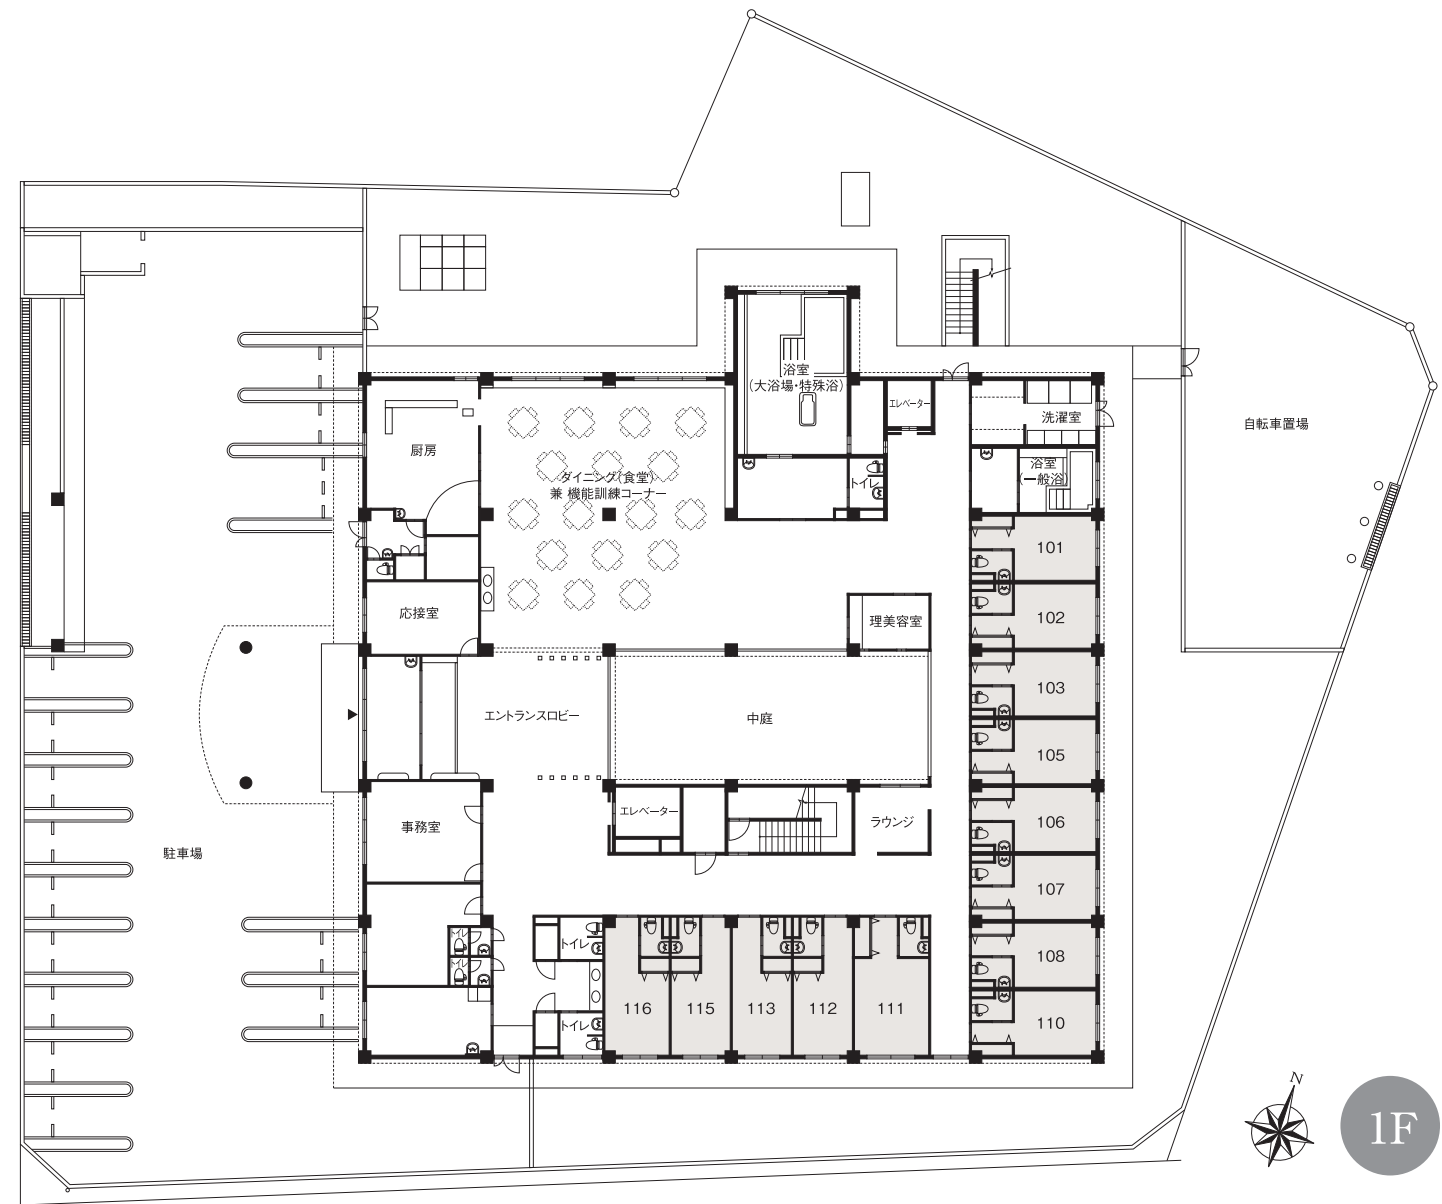 浴室
(大浴場・特殊浴)
エレベーター
洗濯室
自転車置場
厨房
浴室
(一般浴)
ダイニング(食堂)
兼 機能訓練コーナー
トイレ
101
応接室
102
理美容室
103
エントランスロビー
中庭
105
エレベーター
ラウンジ
106
事務室
駐車場
107
トイレ
トイレ
トイレ
108
116
115
113
112
111
トイレ
110
N
1F